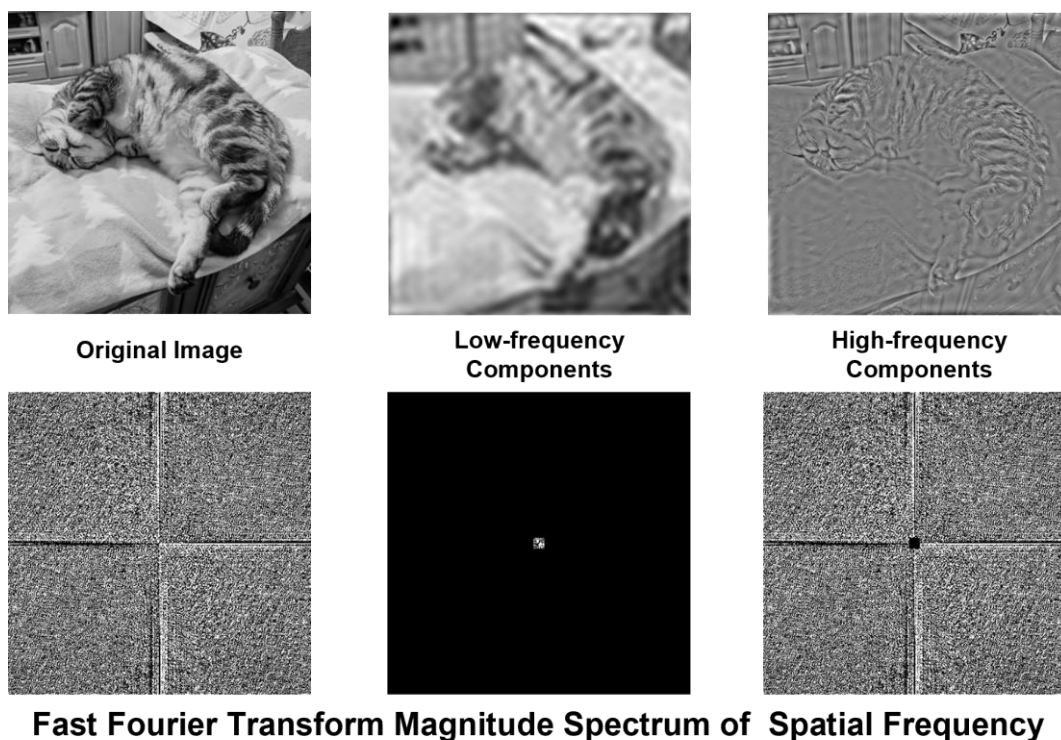 Original Image
Low-frequency
Components
High-frequency
Components
Fast Fourier Transform Magnitude Spectrum of  Spatial Frequency